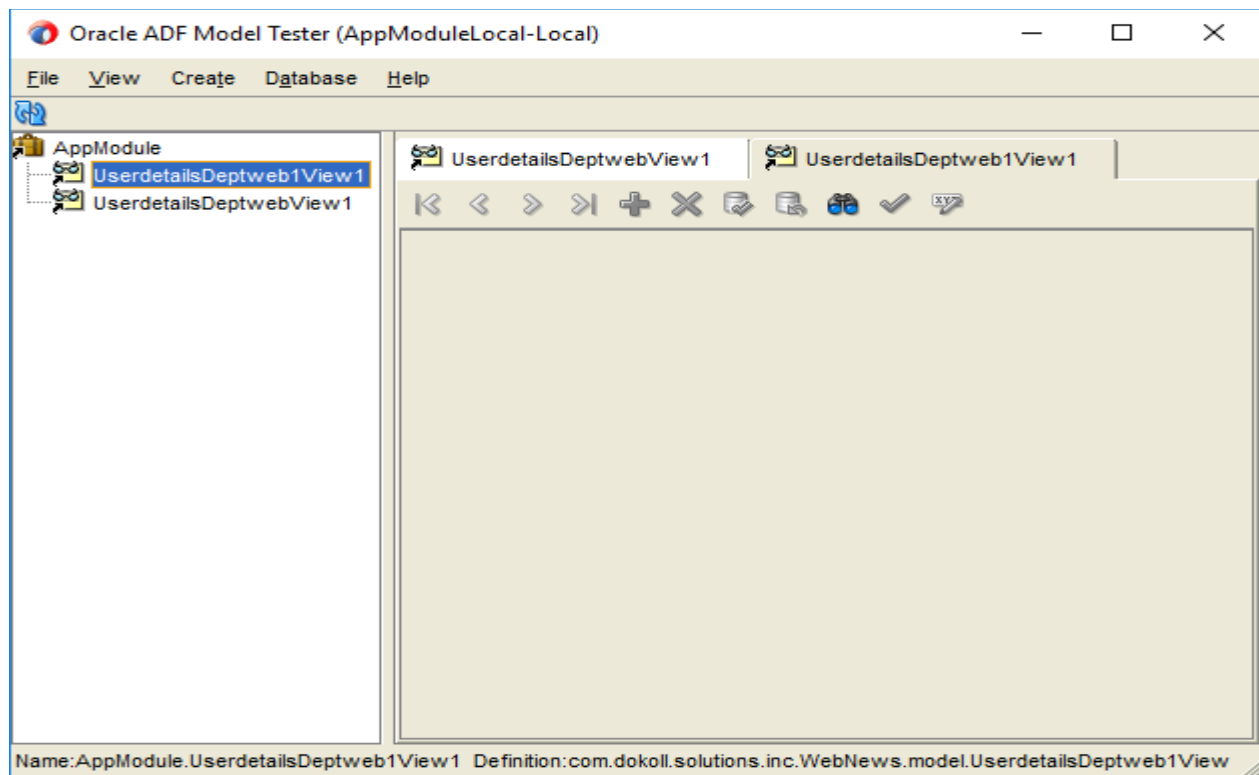 Oracle ADF Model Tester (AppModuleLocal-Local)
File View Create Database Help
AppModule
UserdetailsDeptweb1View1
UserdetailsDeptwebView1
UserdetailsDeptwebView1 UserdetailsDeptweb1View1
XYZ
Name:AppModule.UserdetailsDeptweb1View1 Definition:com.dokoll.solutions.inc.WebNews.model.UserdetailsDeptweb1View